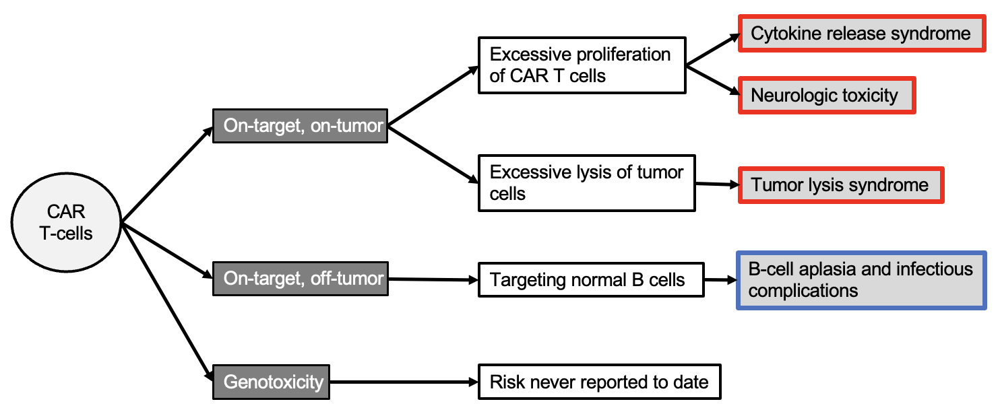 CAR
T-cells
On-target, on-tumor
Excessive proliferation
of CAR T cells
Cytokine release syndrome
Neurologic toxicity
Excessive lysis of tumor
cells
Tumor lysis syndrome
On-target, off-tumor
Targeting normal B cells
B-cell aplasia and infectious
complications
Genotoxicity
Risk never reported to date